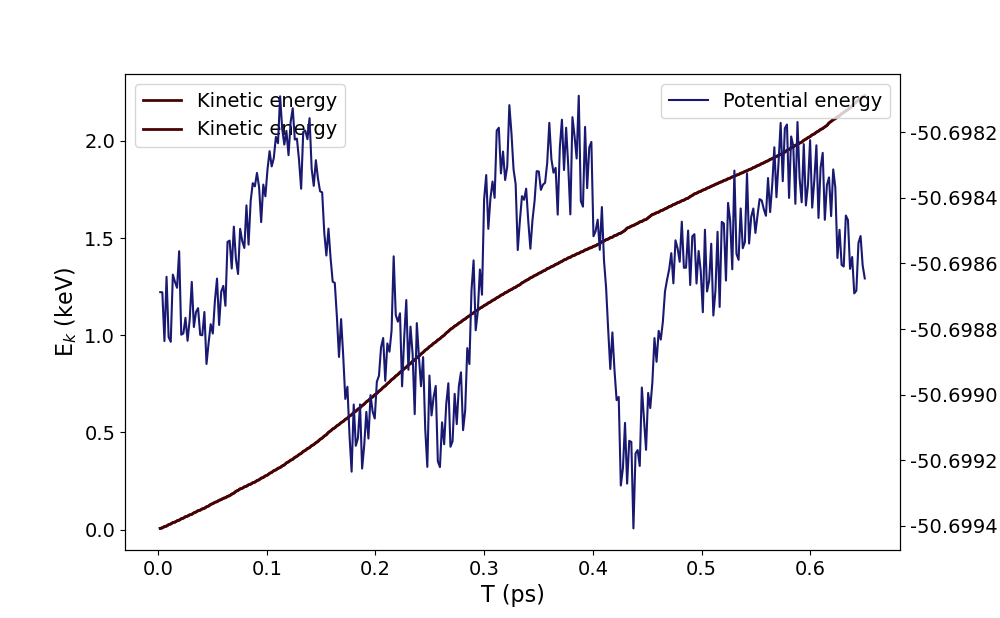 Kinetic energy
Kinetic energy
Potential energy
2.0
1.5
1.0
0.5
0.0
E_k (keV)
-50.6982
-50.6984
-50.6986
-50.6988
-50.6990
-50.6992
-50.6994
0.0 0.1 0.2 0.3 0.4 0.5 0.6
T (ps)